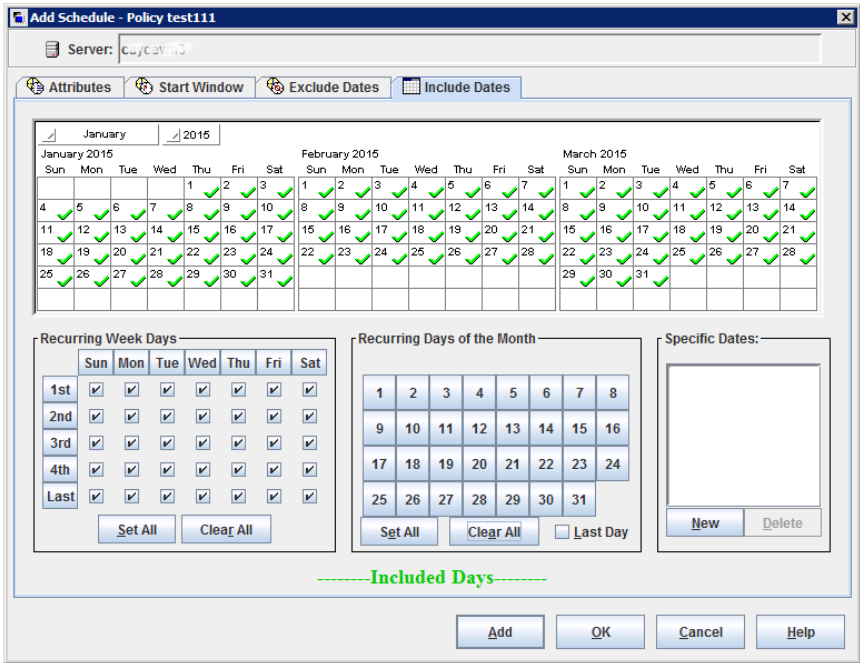 Add Schedule - Policy test111
Server:
Attributes Start Window Exclude Dates Include Dates
January 2015
January 2015 February 2015 March 2015
Sun Mon Tue Wed Thu Fri Sat Sun Mon Tue Wed Thu Fri Sat Sun Mon Tue Wed Thu Fri Sat
1 2 3 1 2 3 4 5 6 7 1 2 3 4 5 6 7
4 5 6 7 8 9 10 8 9 10 11 12 13 14 8 9 10 11 12 13 14
11 12 13 14 15 16 17 15 16 17 18 19 20 21 15 16 17 18 19 20 21
18 19 20 21 22 23 24 22 23 24 25 26 27 28 22 23 24 25 26 27 28
25 26 27 28 29 30 31 29 30 31
Recurring Week Days
Sun Mon Tue Wed Thu Fri Sat
1st
2nd
3rd
4th
Last
Set All Clear All
Recurring Days of the Month
1 2 3 4 5 6 7 8
9 10 11 12 13 14 15 16
17 18 19 20 21 22 23 24
25 26 27 28 29 30 31
Set All Clear All Last Day
Specific Dates:
New Delete
--------Included Days--------
Add OK Cancel Help